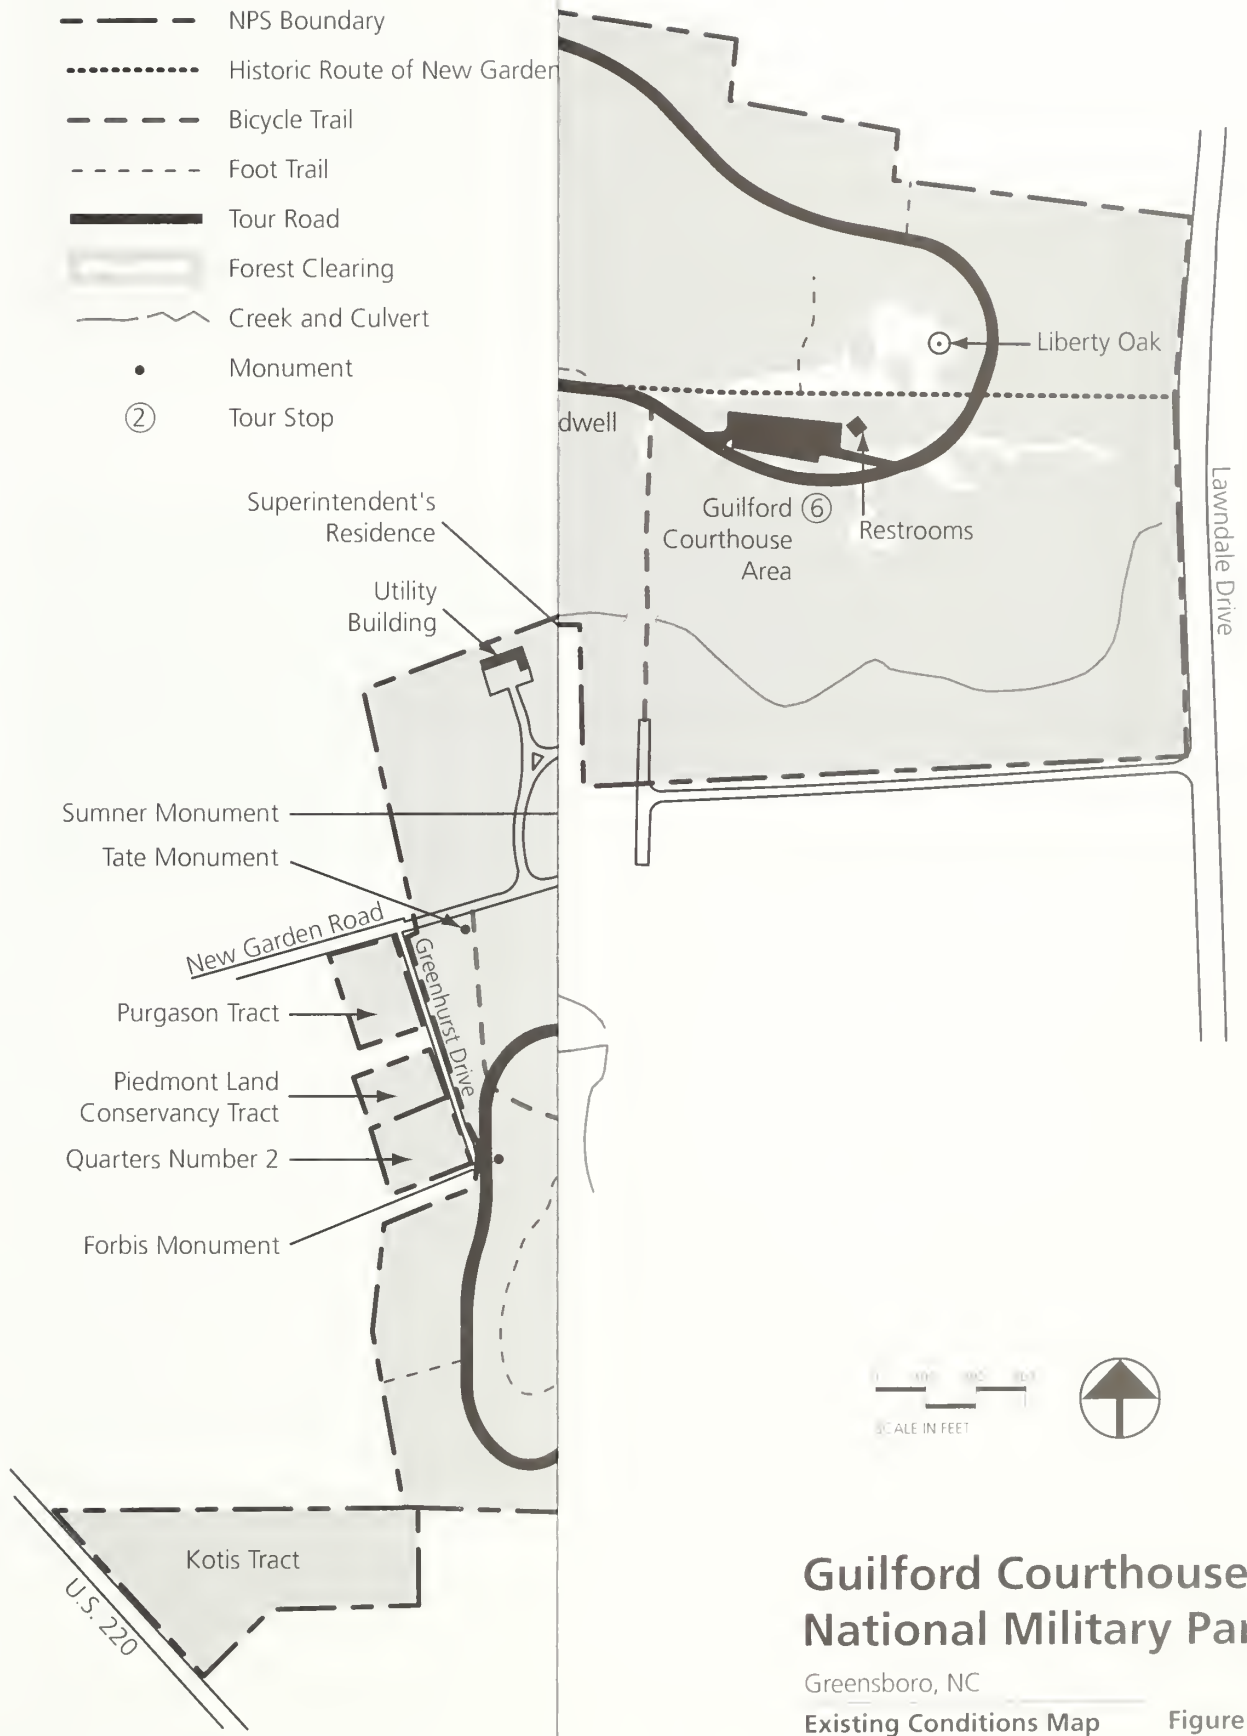 NPS Boundary
Historic Route of New Garden
Bicycle Trail
Foot Trail
Tour Road
Forest Clearing
Creek and Culvert
Monument
② Tour Stop
Liberty Oak
dwell
Superintendent's
Residence
Guilford ⑥
Courthouse
Area
Restrooms
Lawndale Drive
Utility
Building
Sumner Monument
Tate Monument
New Garden Road
Greenhurst Drive
Purgason Tract
Piedmont Land
Conservancy Tract
Quarters Number 2
Forbis Monument
SCALE IN FEET
Kotis Tract
U.S. 220
Guilford Courthouse
National Military Par
Greensboro, NC
Existing Conditions Map Figure